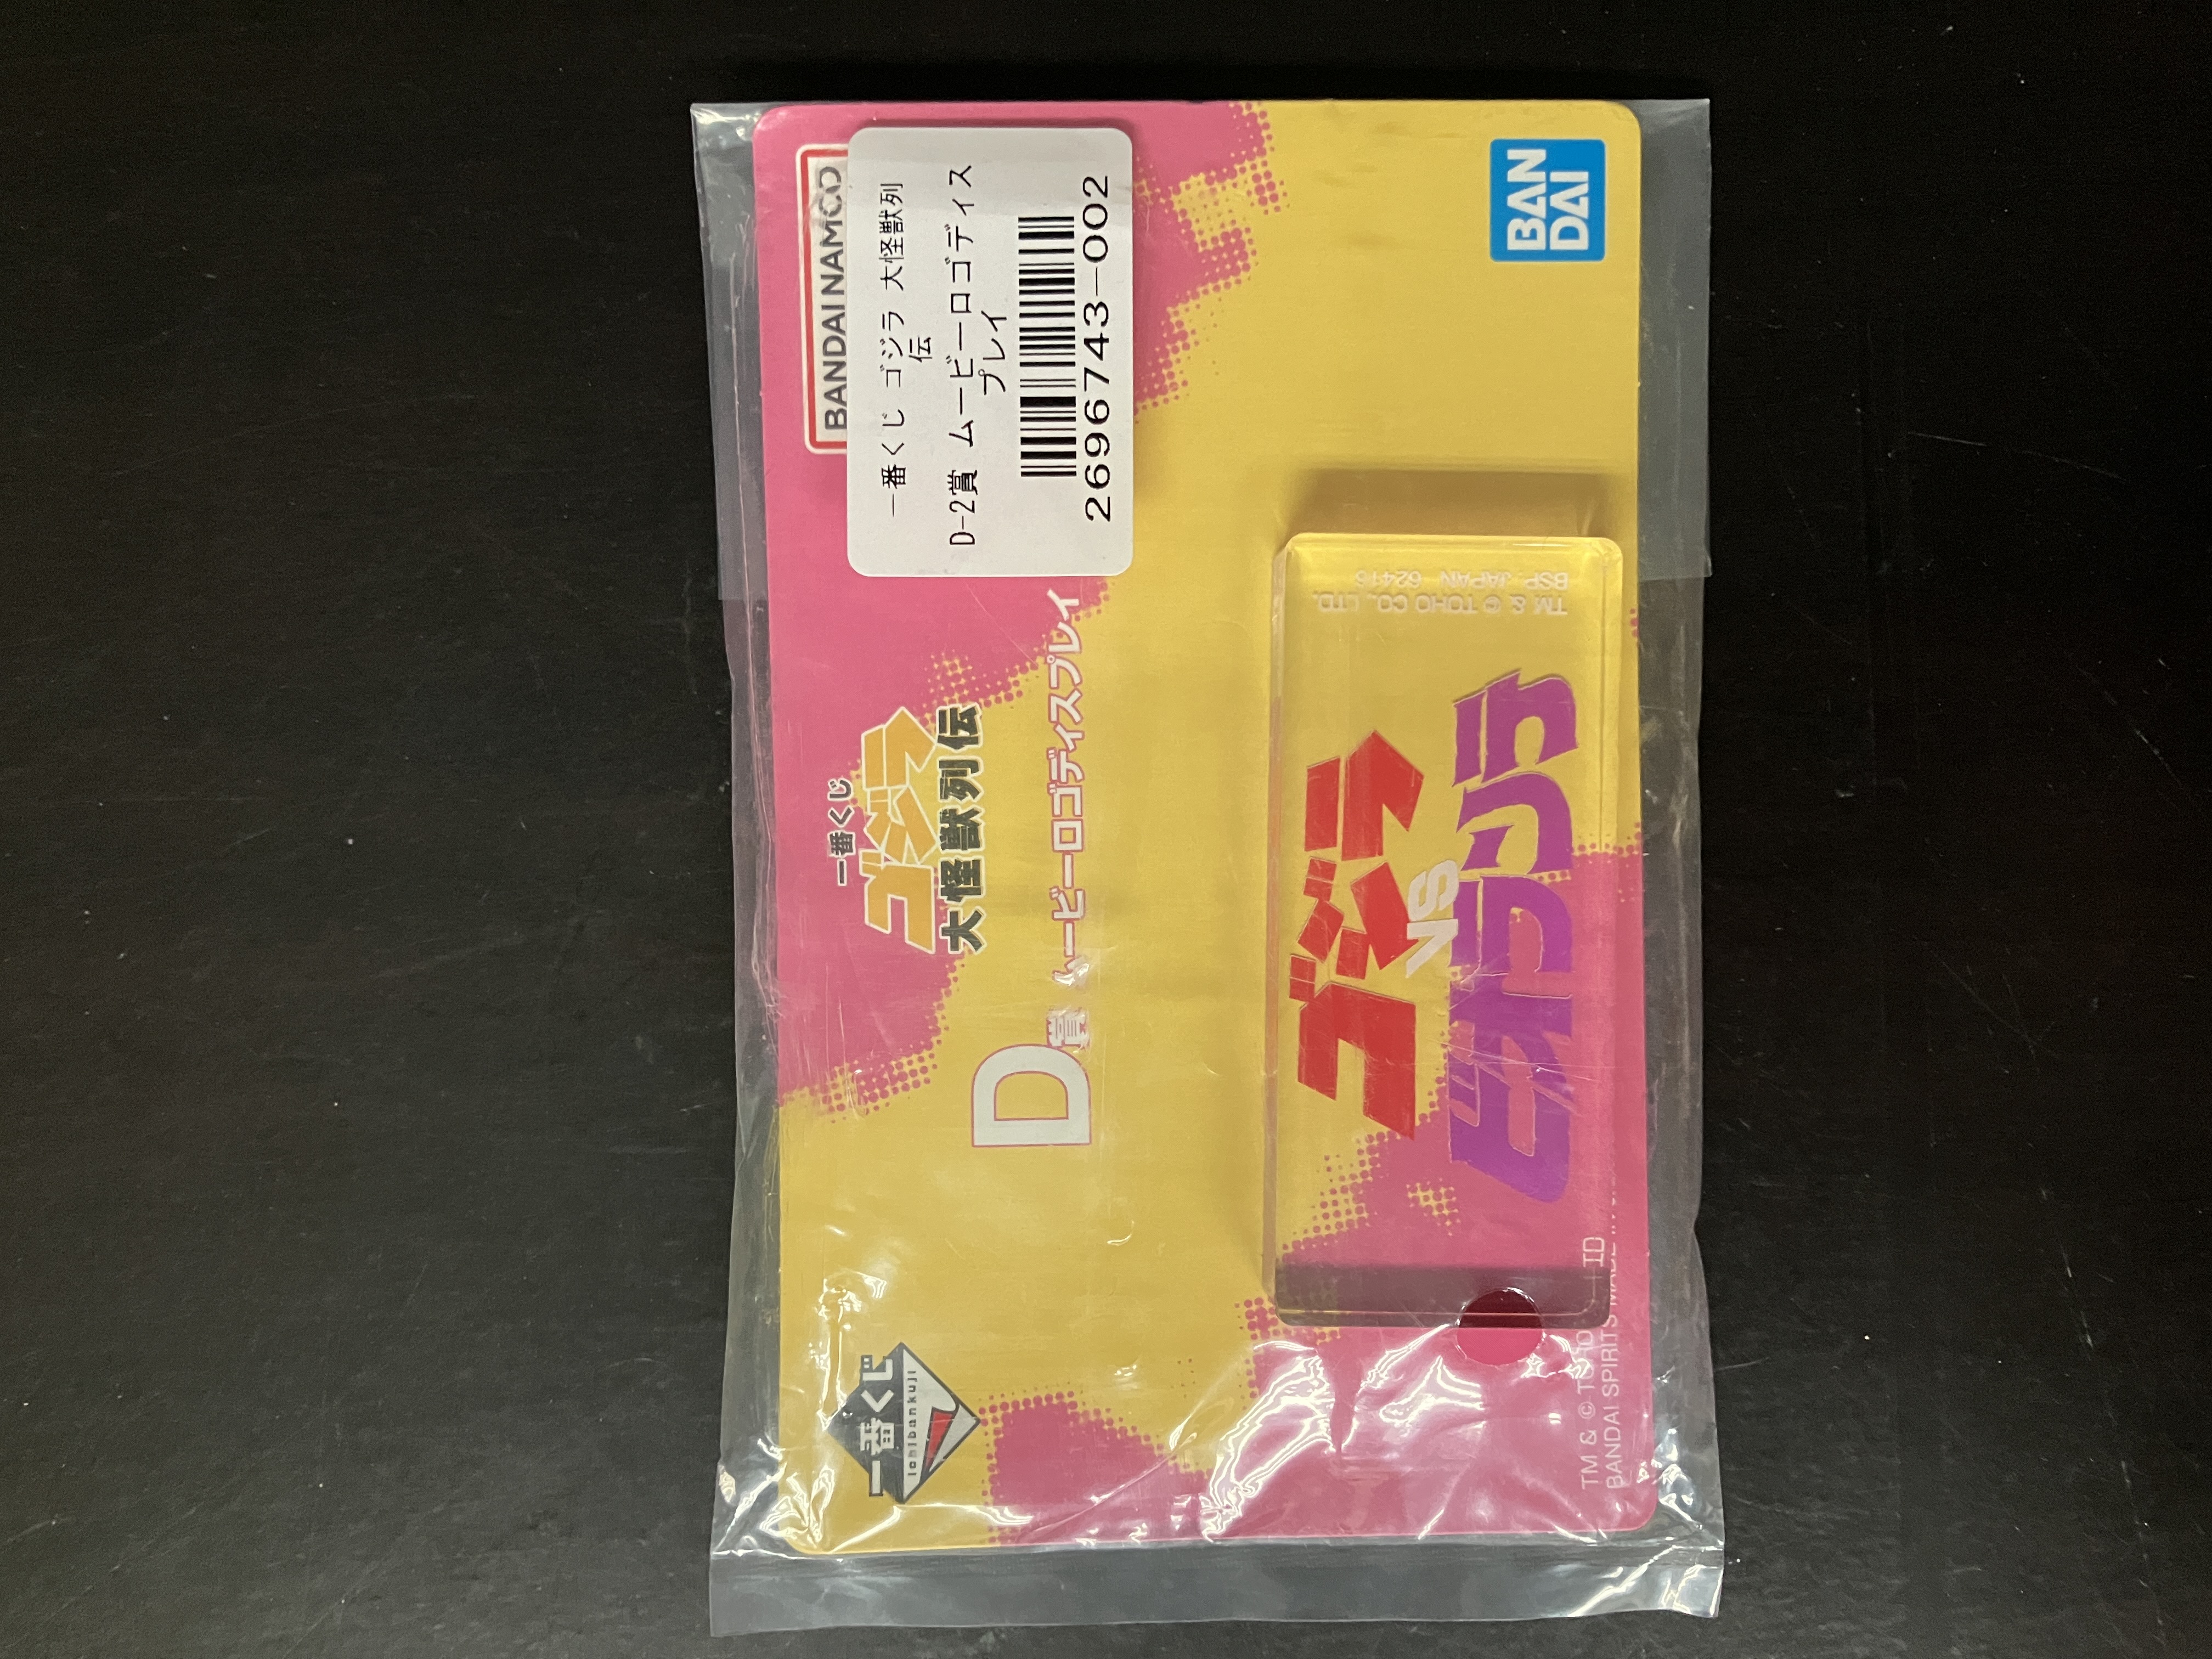 BANDAI NAMCO
一番くじ ゴジラ 大怪獣列
伝
D-2賞 ムービーロゴディス
プレイ
2696743-002
一番くじ
ゴジラ
大怪獣列伝
D賞 ムービーロゴディスプレイ
一番くじ
ichibankuji
BAN
DAI
ゴジラ
VS
ビオランテ
TM & © TOHO CO., LTD.
BSP. JAPAN 62415
TM & © TOHO
BANDAI SPIRITS MADE IN